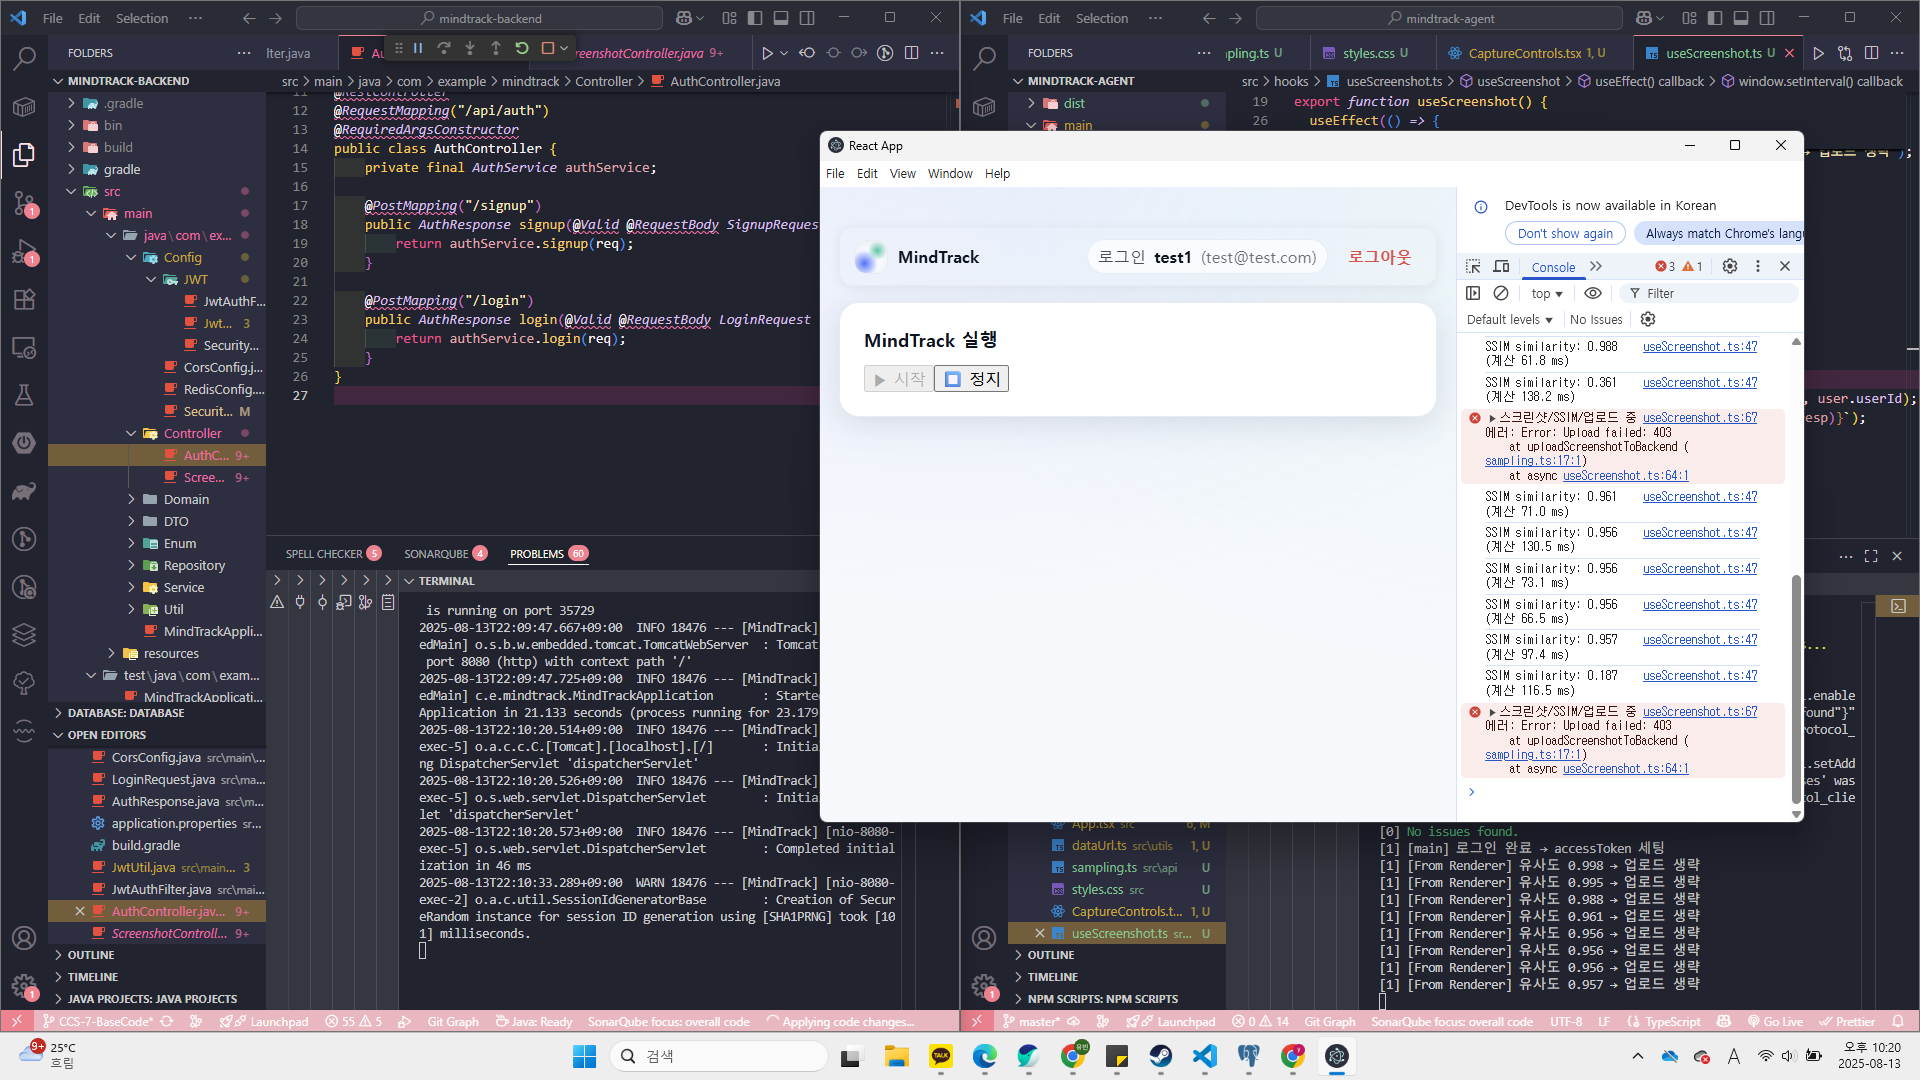 File Edit Selection ··· mindtrack-backend
File Edit Selection ··· mindtrack-agent
FOLDERS ···
lter.java
Au
reenshotController.java 9+
FOLDERS ···
npling.ts U
styles.css U
CaptureControls.tsx 1, U
useScreenshot.ts U
MINDTRACK-BACKEND
src > main > java > com > example > mindtrack > Controller > AuthController.java
MINDTRACK-AGENT
src > hooks > useScreenshot.ts > useScreenshot > useEffect() callback > window.setInterval() callback
.gradle
bin
build
gradle
src
main
java\com\ex...
Config
JWT
JwtAuthF...
Jwt... 3
Security...
CorsConfig.j...
RedisConfig....
Securit... M
Controller
AuthC... 9+
Scree... 9+
Domain
DTO
Enum
Repository
Service
Util
MindTrackAppli...
resources
test\java\com\exam...
MindTrackApplicati...
DATABASE: DATABASE
OPEN EDITORS
CorsConfig.java src\main\...
LoginRequest.java src\ma...
AuthResponse.java src\m...
application.properties sr...
build.gradle
JwtUtil.java src\main... 3
JwtAuthFilter.java src\mai...
AuthController.jav... 9+
ScreenshotControll... 9+
OUTLINE
TIMELINE
JAVA PROJECTS: JAVA PROJECTS
11 @RestController
12 @RequestMapping("/api/auth")
13 @RequiredArgsConstructor
14 public class AuthController {
15 private final AuthService authService;
16
17 @PostMapping("/signup")
18 public AuthResponse signup(@Valid @RequestBody SignupReques
19 return authService.signup(req);
20 }
21
22 @PostMapping("/login")
23 public AuthResponse login(@Valid @RequestBody LoginRequest
24 return authService.login(req);
25 }
26 }
27
SPELL CHECKER 5 SONARQUBE 4 PROBLEMS 60
TERMINAL
is running on port 35729
2025-08-13T22:09:47.667+09:00 INFO 18476 --- [MindTrack]
edMain] o.s.b.w.embedded.tomcat.TomcatWebServer : Tomcat
port 8080 (http) with context path '/'
2025-08-13T22:09:47.725+09:00 INFO 18476 --- [MindTrack]
edMain] c.e.mindtrack.MindTrackApplication : Starte
Application in 21.133 seconds (process running for 23.179
2025-08-13T22:10:20.514+09:00 INFO 18476 --- [MindTrack]
exec-5] o.a.c.c.C.[Tomcat].[localhost].[/] : Initia
ng DispatcherServlet 'dispatcherServlet'
2025-08-13T22:10:20.526+09:00 INFO 18476 --- [MindTrack]
exec-5] o.s.web.servlet.DispatcherServlet : Initia
let 'dispatcherServlet'
2025-08-13T22:10:20.573+09:00 INFO 18476 --- [MindTrack] [nio-8080-
exec-5] o.s.web.servlet.DispatcherServlet : Completed initial
ization in 46 ms
2025-08-13T22:10:33.289+09:00 WARN 18476 --- [MindTrack] [nio-8080-
exec-2] o.a.c.util.SessionIdGeneratorBase : Creation of Secur
eRandom instance for session ID generation using [SHA1PRNG] took [10
1] milliseconds.
dist
main
19 export function useScreenshot() {
26 useEffect(() => {
업로드 생략");
, user.userId);
esp)}`);
React App
File Edit View Window Help
MindTrack
로그인 test1 (test@test.com)
로그아웃
MindTrack 실행
▶ 시작
정지
DevTools is now available in Korean
Don't show again
Always match Chrome's langu
Console 3 1
top Filter
Default levels No Issues
SSIM similarity: 0.988 useScreenshot.ts:47
(계산 61.8 ms)
SSIM similarity: 0.361 useScreenshot.ts:47
(계산 138.2 ms)
▶스크린샷/SSIM/업로드 중 useScreenshot.ts:67
에러: Error: Upload failed: 403
at uploadScreenshotToBackend (
sampling.ts:17:1)
at async useScreenshot.ts:64:1
SSIM similarity: 0.961 useScreenshot.ts:47
(계산 71.0 ms)
SSIM similarity: 0.956 useScreenshot.ts:47
(계산 130.5 ms)
SSIM similarity: 0.956 useScreenshot.ts:47
(계산 73.1 ms)
SSIM similarity: 0.956 useScreenshot.ts:47
(계산 66.5 ms)
SSIM similarity: 0.957 useScreenshot.ts:47
(계산 97.4 ms)
SSIM similarity: 0.187 useScreenshot.ts:47
(계산 116.5 ms)
▶스크린샷/SSIM/업로드 중 useScreenshot.ts:67
에러: Error: Upload failed: 403
at uploadScreenshotToBackend (
sampling.ts:17:1)
at async useScreenshot.ts:64:1
s...
.enable
ound"}"
otocol_
.setAdd
es' was
ol_clie
App.tsx src 6, M
dataUrl.ts src\utils 1, U
sampling.ts src\api U
styles.css src U
CaptureControls.t... 1, U
useScreenshot.ts sr... U
OUTLINE
TIMELINE
NPM SCRIPTS: NPM SCRIPTS
[0] No issues found.
[1] [main] 로그인 완료 → accessToken 세팅
[1] [From Renderer] 유사도 0.998 → 업로드 생략
[1] [From Renderer] 유사도 0.995 → 업로드 생략
[1] [From Renderer] 유사도 0.988 → 업로드 생략
[1] [From Renderer] 유사도 0.961 → 업로드 생략
[1] [From Renderer] 유사도 0.956 → 업로드 생략
[1] [From Renderer] 유사도 0.956 → 업로드 생략
[1] [From Renderer] 유사도 0.956 → 업로드 생략
[1] [From Renderer] 유사도 0.957 → 업로드 생략
CCS-7-BaseCode* Launchpad 55 5 Git Graph Java: Ready SonarQube focus: overall code Applying code changes...
master* Launchpad 0 14 Git Graph SonarQube focus: overall code UTF-8 LF TypeScript Go Live Prettier
9+ 25°C
흐림
검색
TALK
A
오후 10:20
2025-08-13